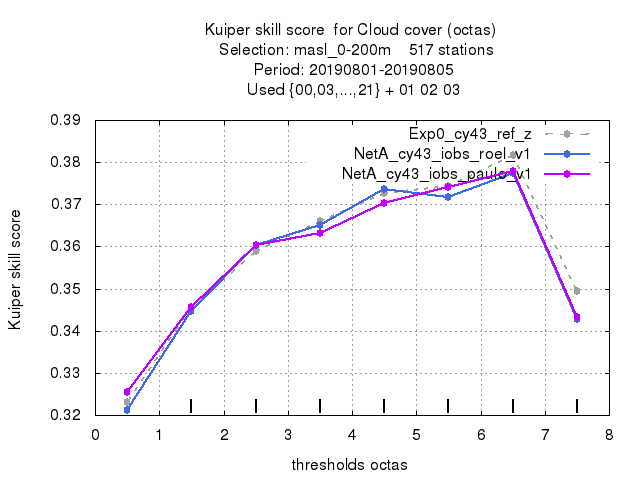 Kuiper skill score  for Cloud cover (octas)
Selection: masl_0-200m    517 stations
Period: 20190801-20190805
Used {00,03,...,21} + 01 02 03
Exp0_cy43_ref_z
NetA_cy43_iobs_roel_v1
NetA_cy43_iobs_paulo_v1
0.39
0.38
0.37
0.36
0.35
0.34
0.33
0.32
Kuiper skill score
0 1 2 3 4 5 6 7 8
thresholds octas